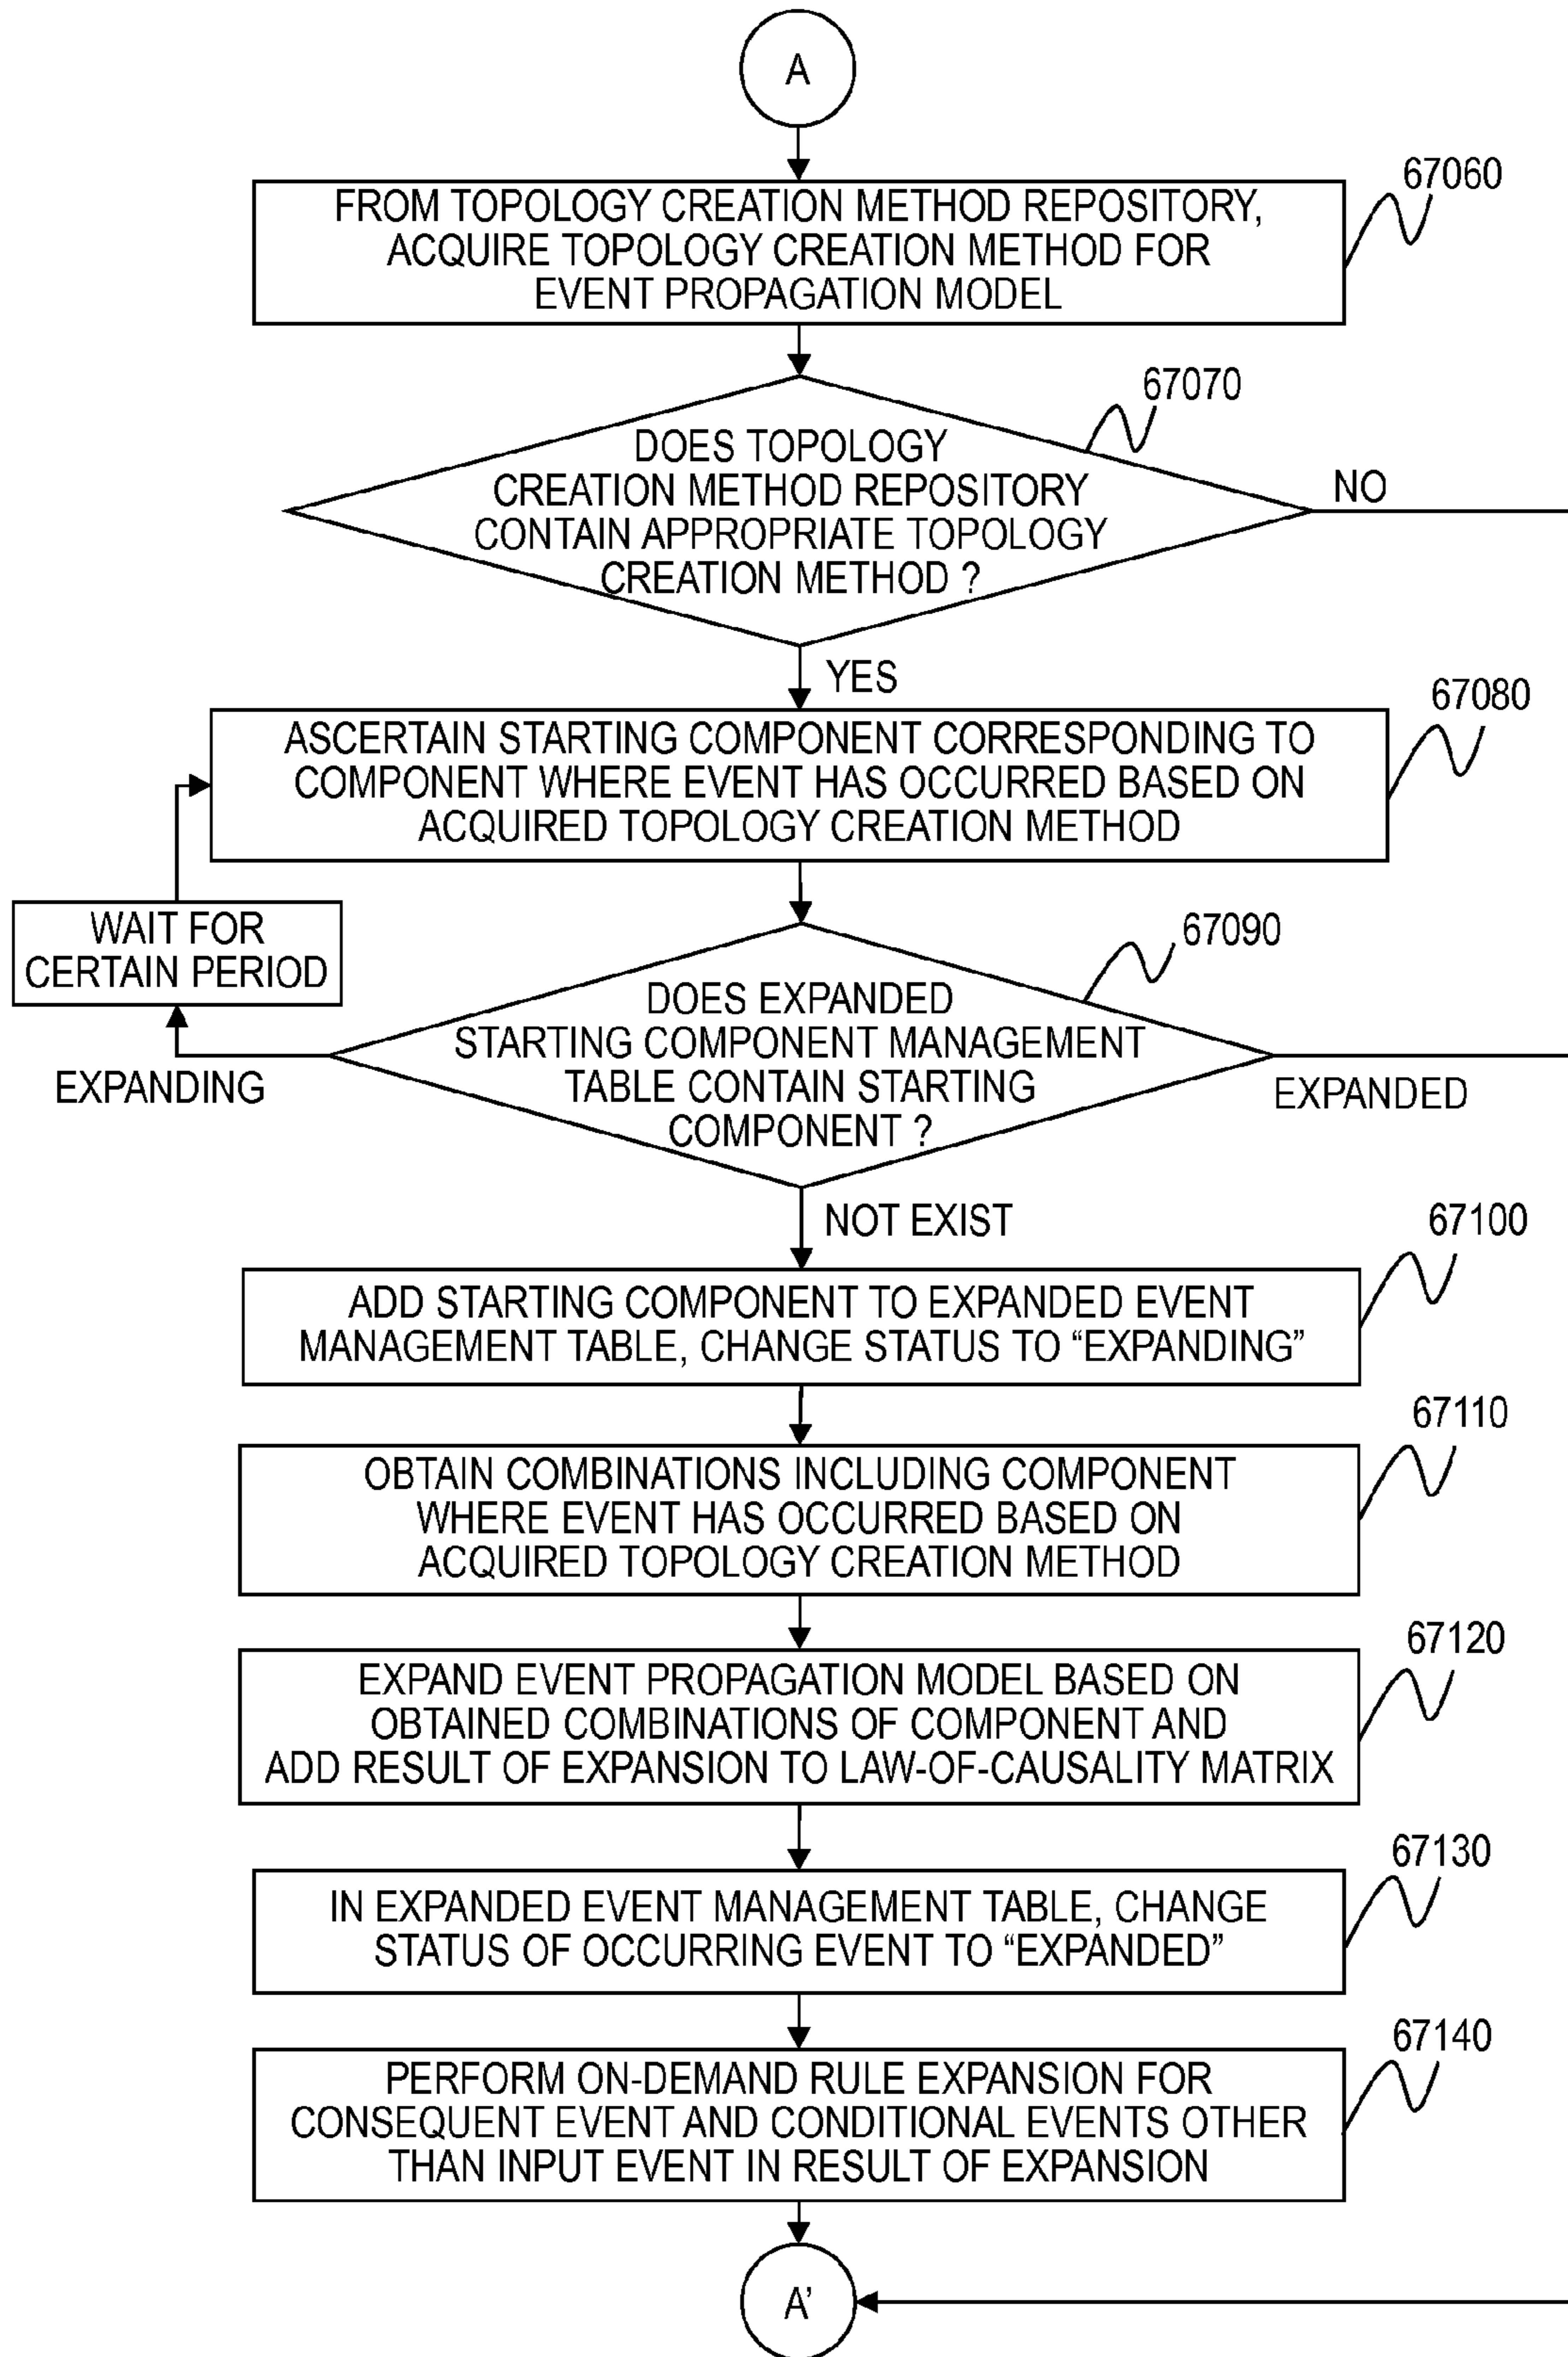 A
67060
FROM TOPOLOGY CREATION METHOD REPOSITORY,
ACQUIRE TOPOLOGY CREATION METHOD FOR
EVENT PROPAGATION MODEL
67070
DOES TOPOLOGY
CREATION METHOD REPOSITORY
CONTAIN APPROPRIATE TOPOLOGY
CREATION METHOD ?
NO
YES
67080
ASCERTAIN STARTING COMPONENT CORRESPONDING TO
COMPONENT WHERE EVENT HAS OCCURRED BASED ON
ACQUIRED TOPOLOGY CREATION METHOD
WAIT FOR
CERTAIN PERIOD
67090
DOES EXPANDED
STARTING COMPONENT MANAGEMENT
TABLE CONTAIN STARTING
COMPONENT ?
EXPANDING
EXPANDED
NOT EXIST
67100
ADD STARTING COMPONENT TO EXPANDED EVENT
MANAGEMENT TABLE, CHANGE STATUS TO “EXPANDING”
67110
OBTAIN COMBINATIONS INCLUDING COMPONENT
WHERE EVENT HAS OCCURRED BASED ON
ACQUIRED TOPOLOGY CREATION METHOD
67120
EXPAND EVENT PROPAGATION MODEL BASED ON
OBTAINED COMBINATIONS OF COMPONENT AND
ADD RESULT OF EXPANSION TO LAW-OF-CAUSALITY MATRIX
67130
IN EXPANDED EVENT MANAGEMENT TABLE, CHANGE
STATUS OF OCCURRING EVENT TO “EXPANDED”
67140
PERFORM ON-DEMAND RULE EXPANSION FOR
CONSEQUENT EVENT AND CONDITIONAL EVENTS OTHER
THAN INPUT EVENT IN RESULT OF EXPANSION
A’